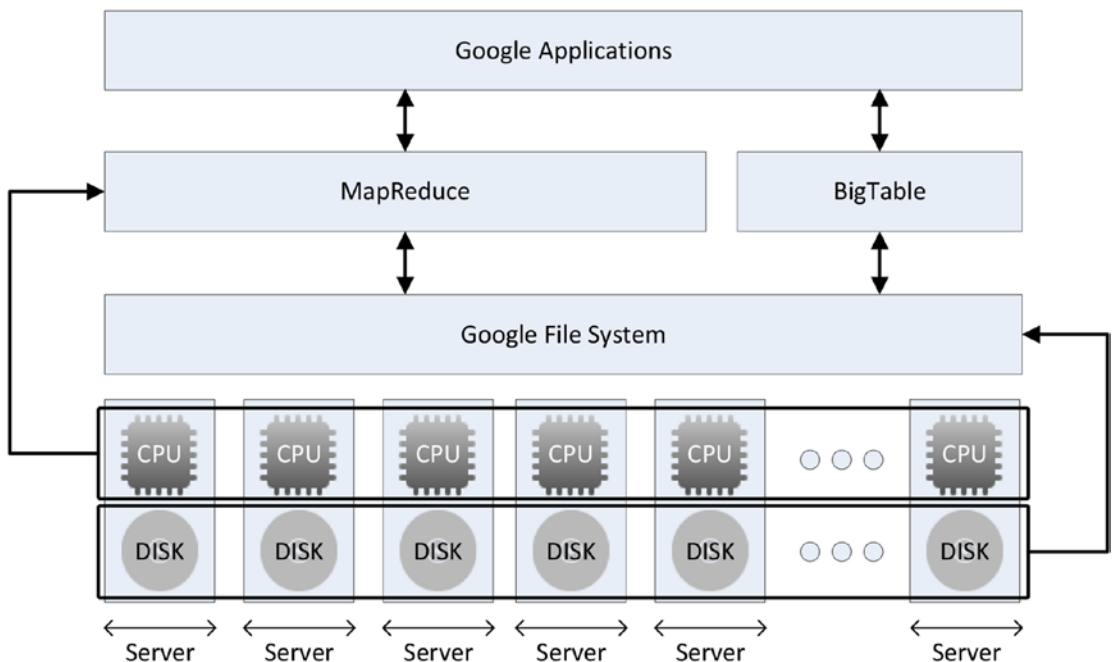 Google Applications
MapReduce
BigTable
Google File System
CPU CPU CPU CPU CPU CPU
DISK DISK DISK DISK DISK DISK
Server Server Server Server Server Server